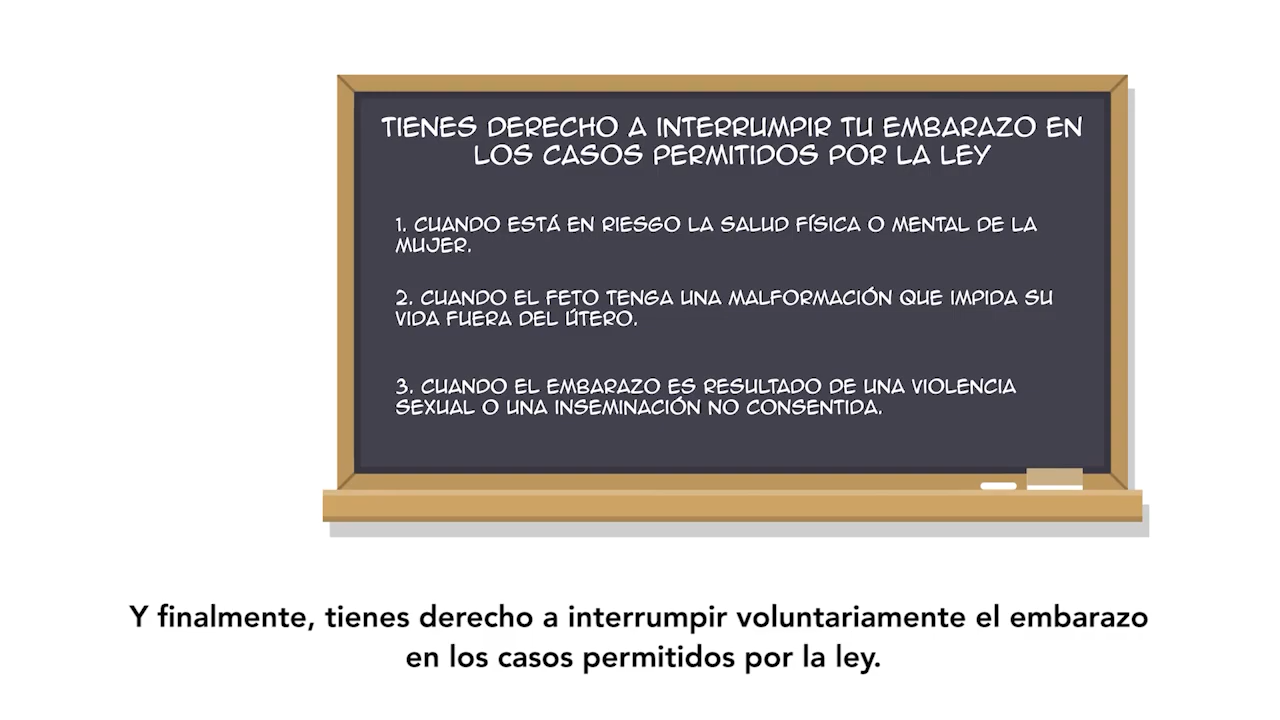 TIENES DERECHO A INTERRUMPIR TU EMBARAZO EN
LOS CASOS PERMITIDOS POR LA LEY
1. CUANDO ESTÁ EN RIESGO LA SALUD FÍSICA O MENTAL DE LA
MUJER.
2. CUANDO EL FETO TENGA UNA MALFORMACIÓN QUE IMPIDA SU
VIDA FUERA DEL ÚTERO.
3. CUANDO EL EMBARAZO ES RESULTADO DE UNA VIOLENCIA
SEXUAL O UNA INSEMINACIÓN NO CONSENTIDA.
Y finalmente, tienes derecho a interrumpir voluntariamente el embarazo
en los casos permitidos por la ley.